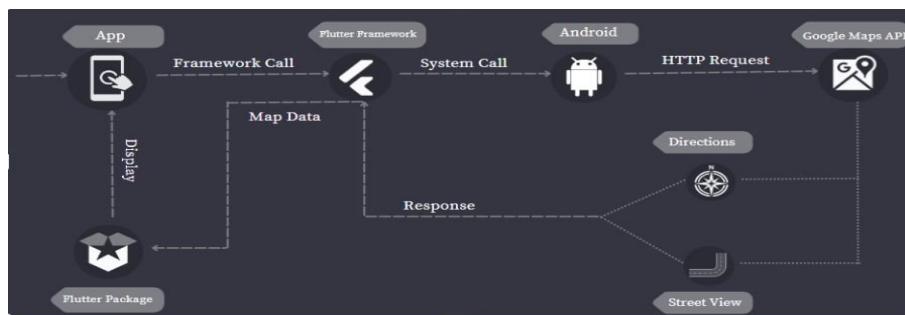 App
Flutter Framework
Android
Google Maps API
Framework Call
System Call
HTTP Request
G
Map Data
Directions
N
Display
Response
Flutter Package
Street View